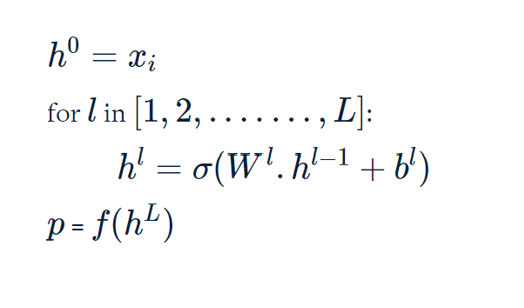 h⁰ = xᵢ
for l in [1, 2, ......., L]:
hˡ = σ(Wˡ. hˡ⁻¹ + bˡ)
p = f(hᴸ)